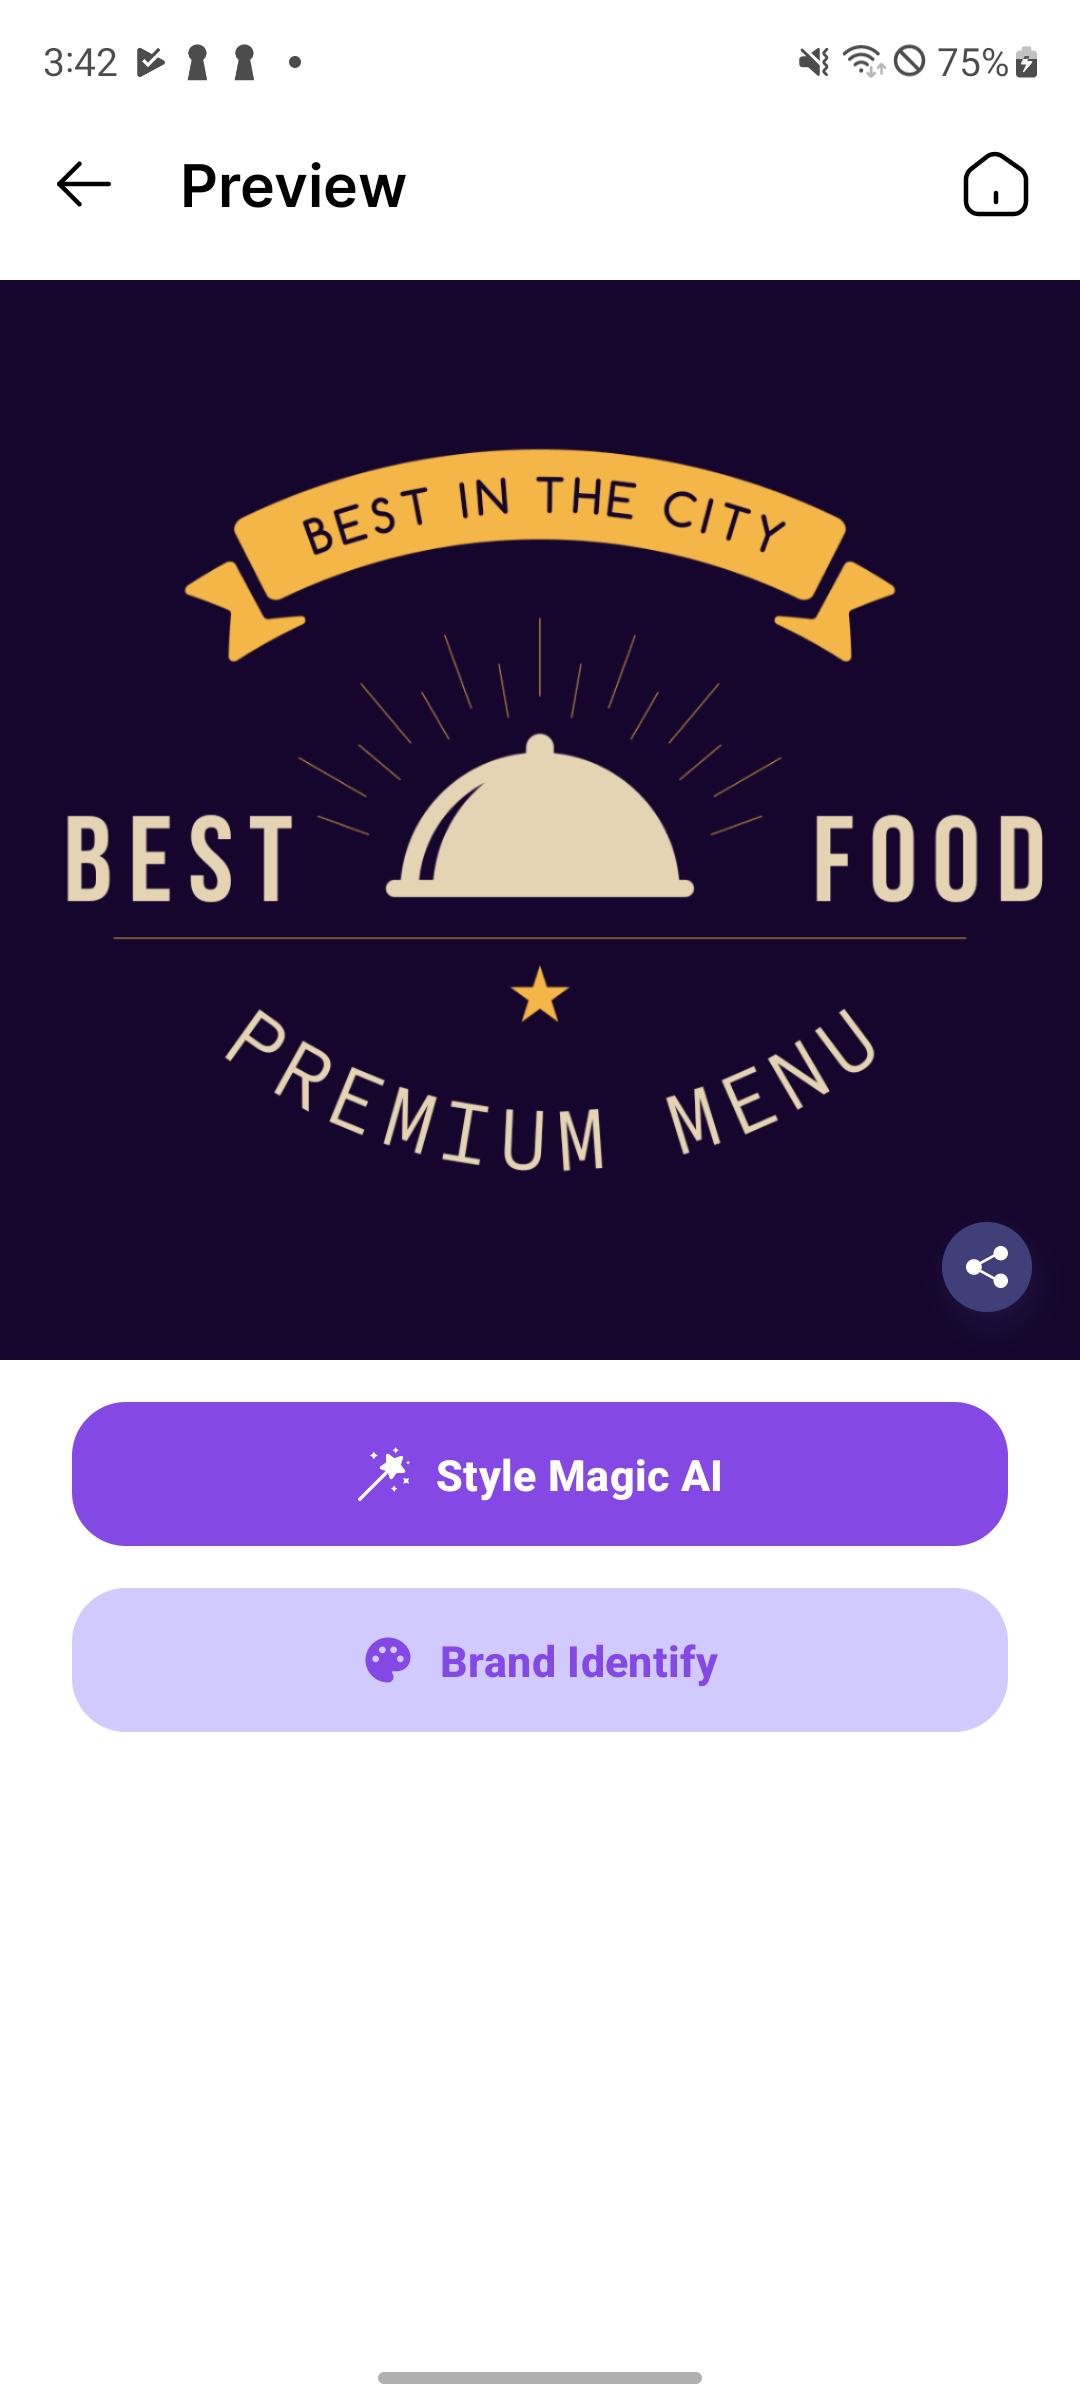 3:42
75%
Preview
BEST IN THE CITY
BEST FOOD
PREMIUM MENU
Style Magic AI
Brand Identify